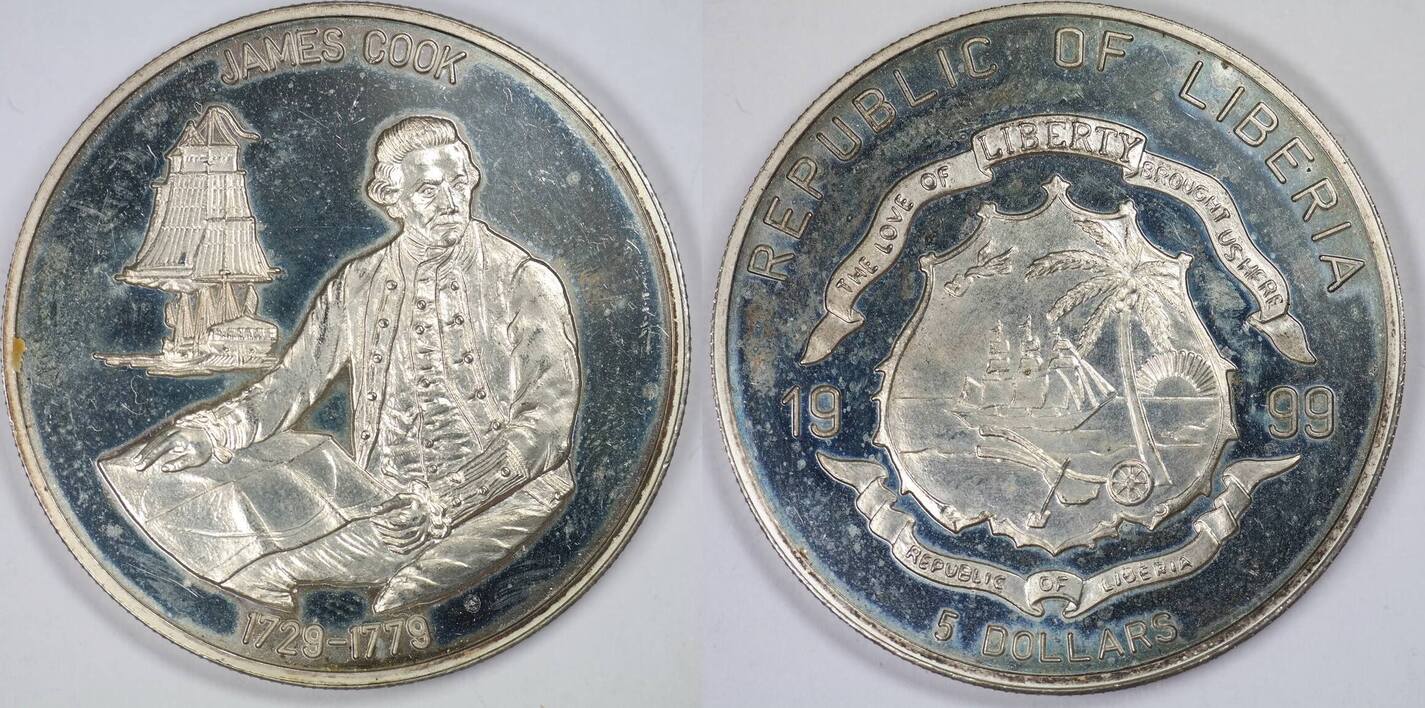 JAMES COOK
1729-1779
REPUBLIC OF LIBERIA
THE LOVE OF LIBERTY BROUGHT US HERE
19 99
REPUBLIC OF LIBERIA
5 DOLLARS